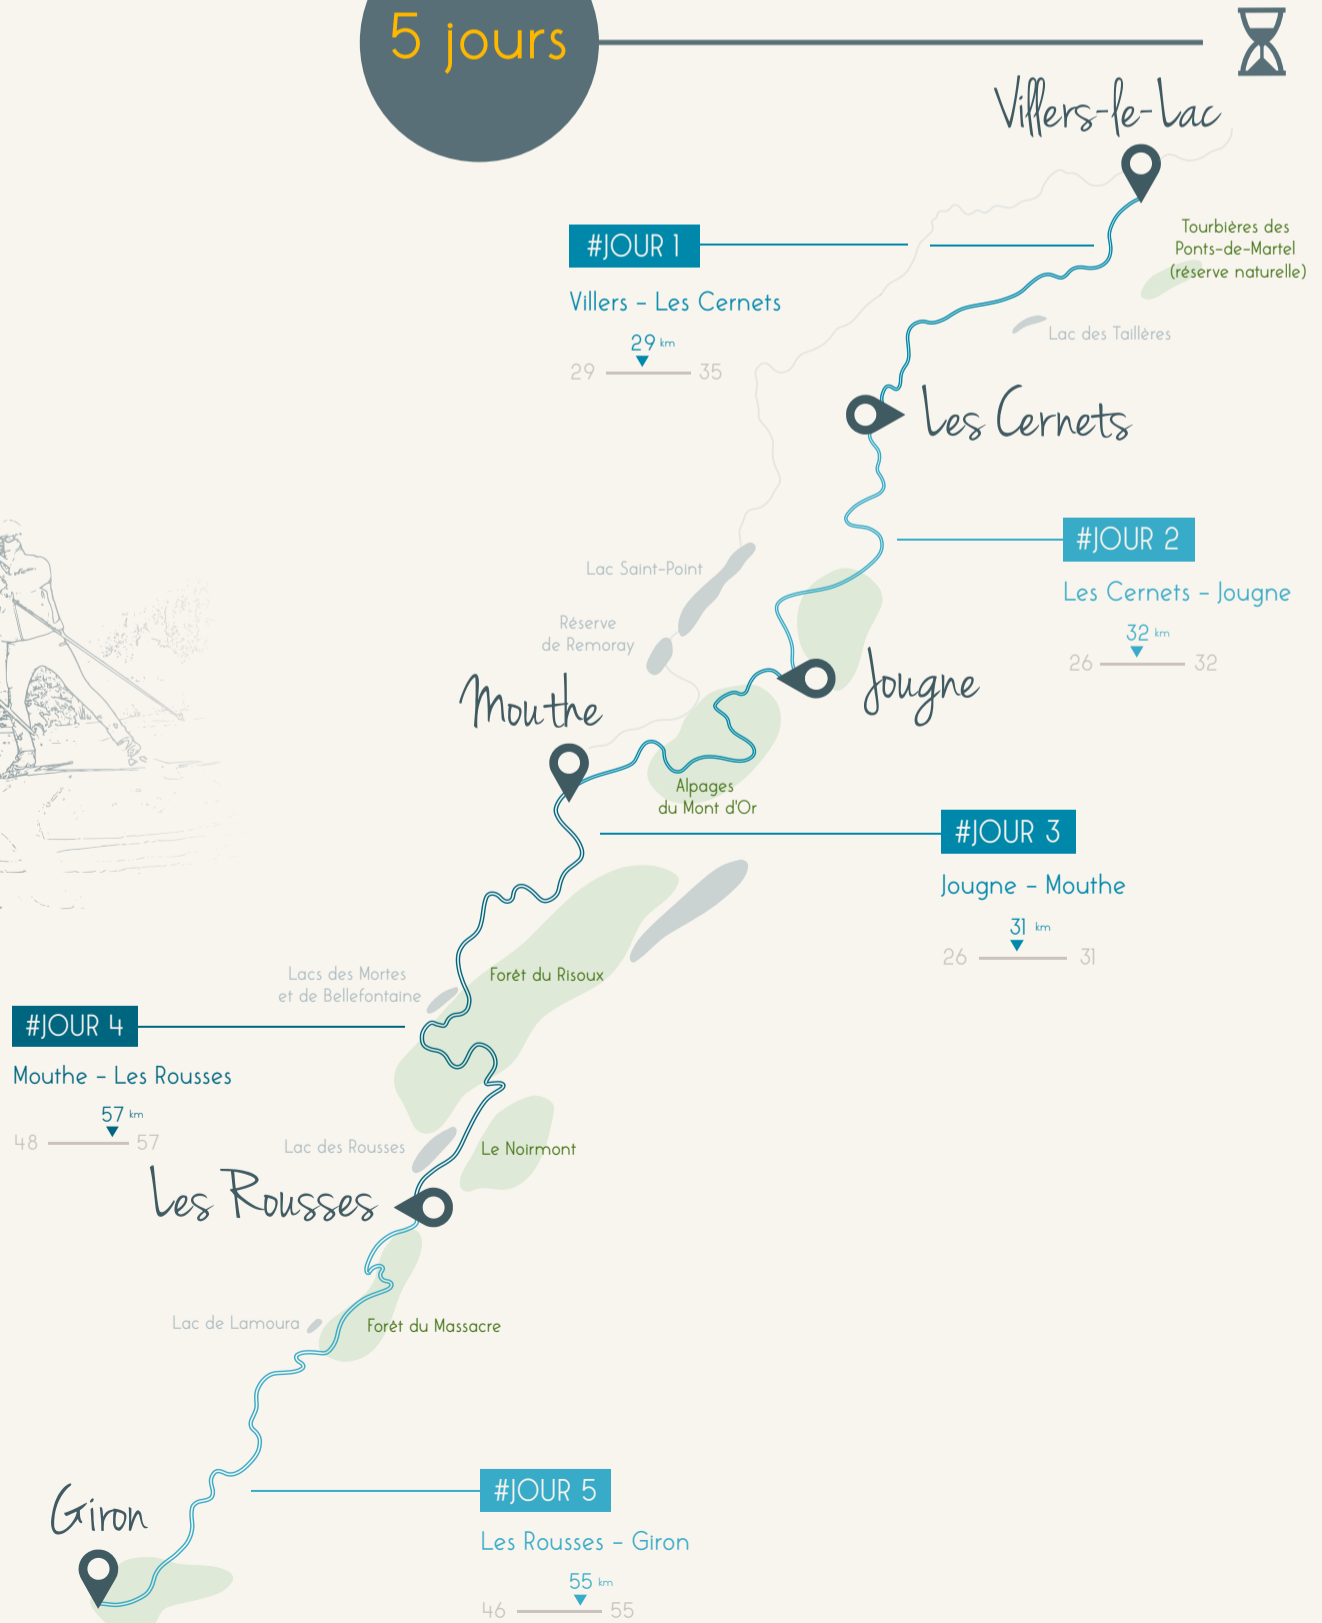 5 jours
Villers-le-Lac
#JOUR 1
Villers - Les Cernets
29 km
29 35
Tourbières des
Ponts-de-Martel
(réserve naturelle)
Lac des Taillères
Les Cernets
#JOUR 2
Les Cernets - Jougne
32 km
26 32
Lac Saint-Point
Réserve
de Remoray
Jougne
Mouthe
Alpages
du Mont d'Or
#JOUR 3
Jougne - Mouthe
31 km
26 31
Forêt du Risoux
Lacs des Mortes
et de Bellefontaine
#JOUR 4
Mouthe - Les Rousses
57 km
48 57
Lac des Rousses
Le Noirmont
Les Rousses
Lac de Lamoura
Forêt du Massacre
#JOUR 5
Les Rousses - Giron
55 km
46 55
Giron